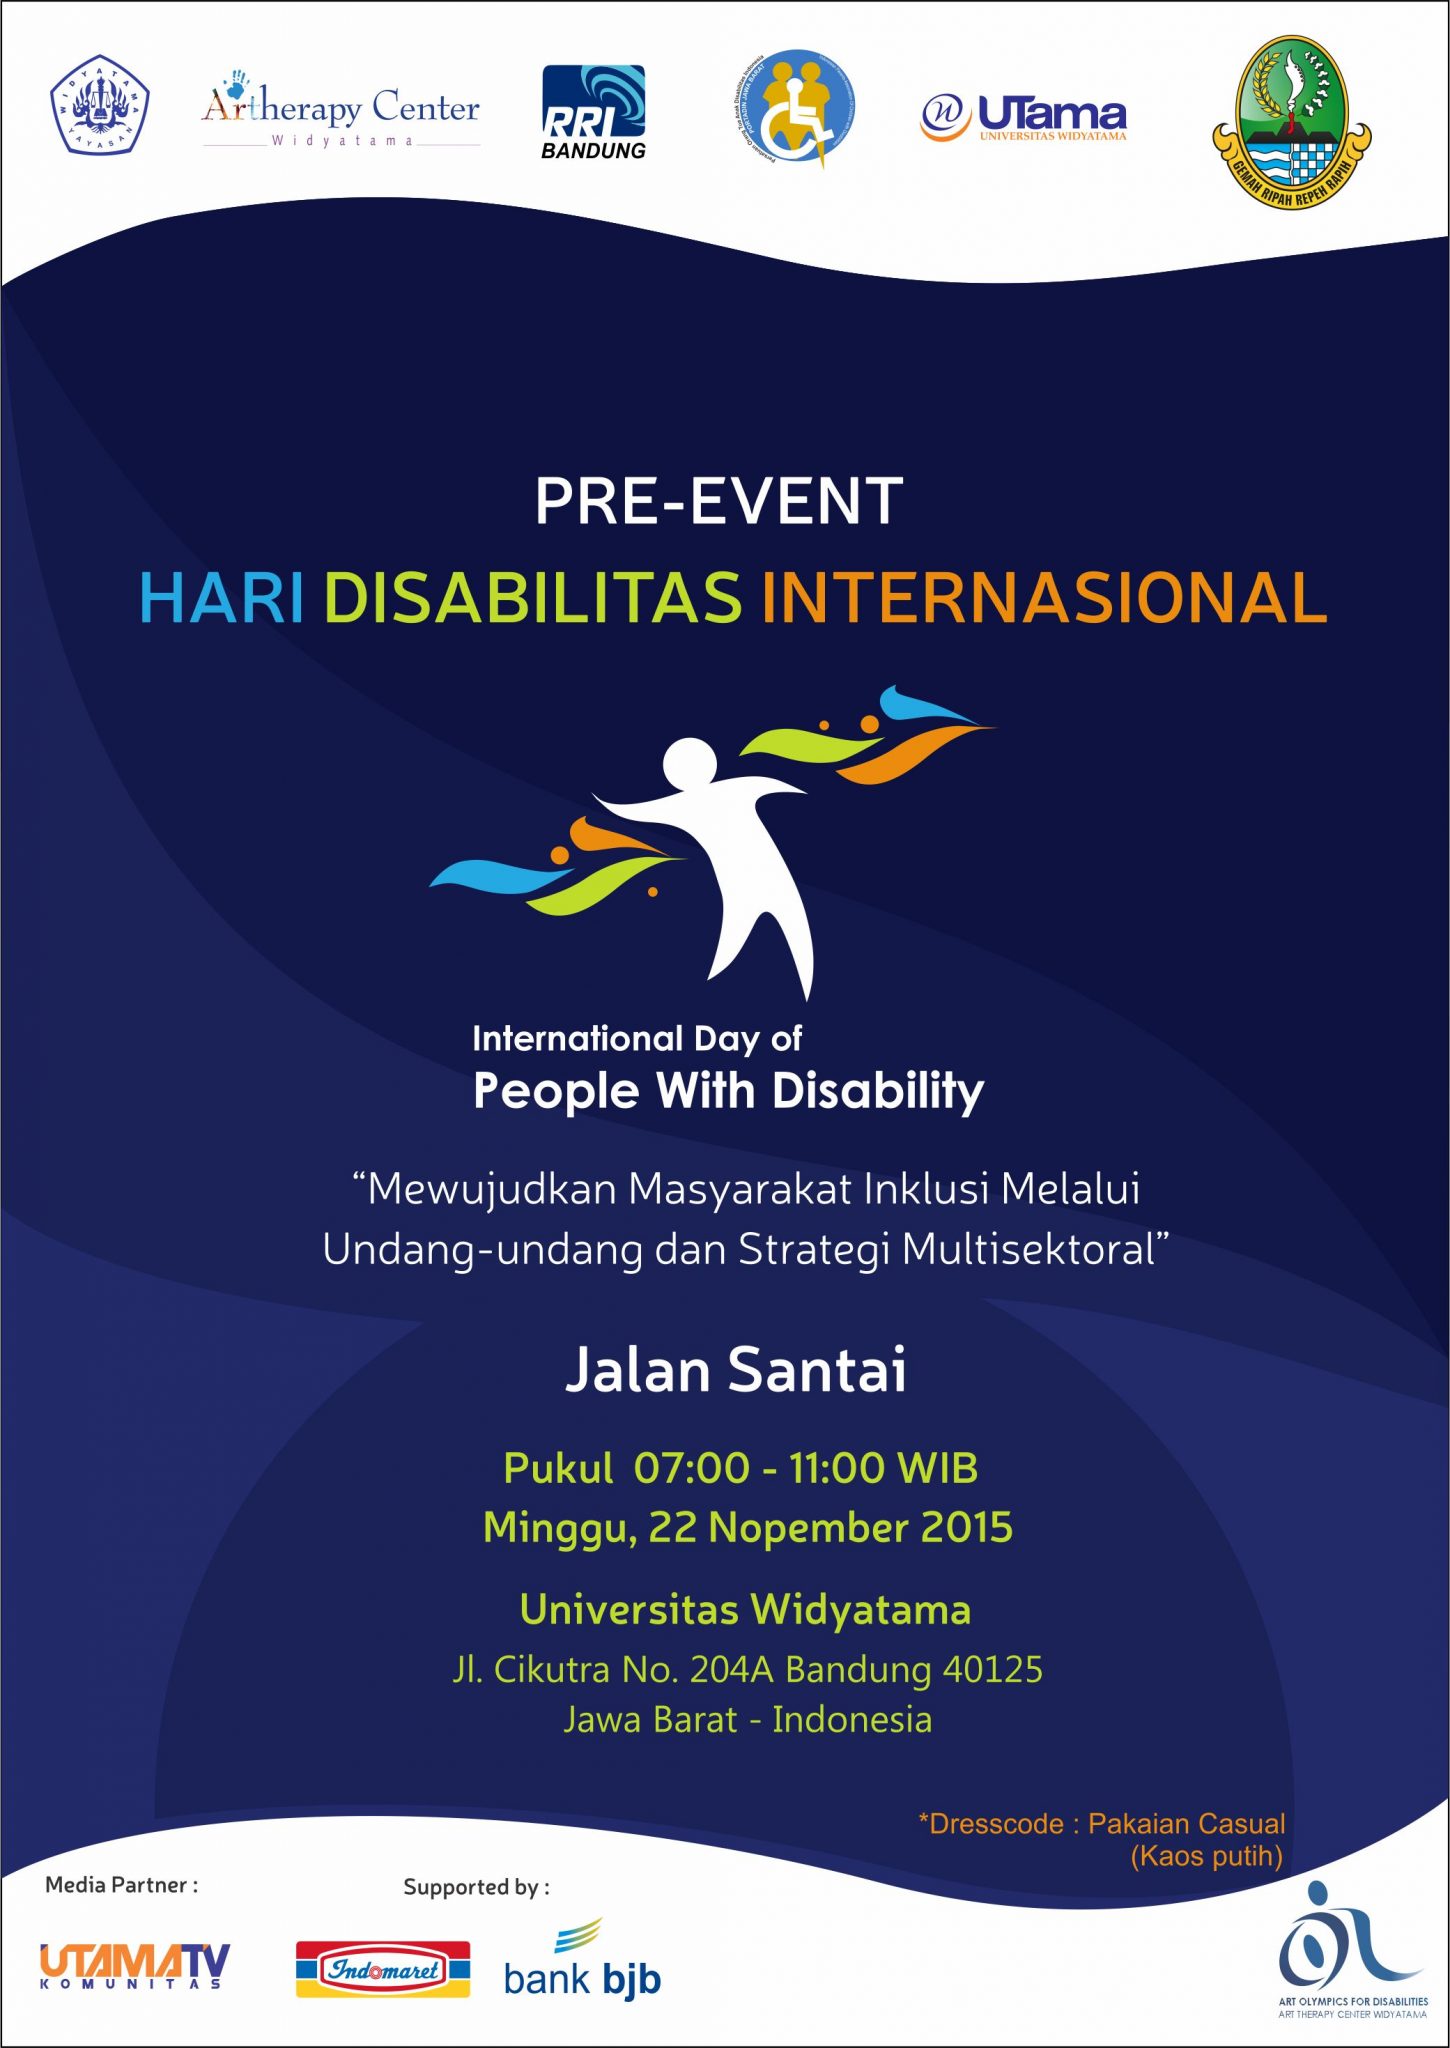 WIDYATAMA
YAYASAN
Artherapy Center
Widyatama
RRI
BANDUNG
PORTADIN JAWA BARAT
UTama
UNIVERSITAS WIDYATAMA
GEMAH RIPAH REPEH RAPIH
PRE-EVENT
HARI DISABILITAS INTERNASIONAL
International Day of
People With Disability
“Mewujudkan Masyarakat Inklusi Melalui
Undang-undang dan Strategi Multisektoral”
Jalan Santai
Pukul 07:00 - 11:00 WIB
Minggu, 22 Nopember 2015
Universitas Widyatama
Jl. Cikutra No. 204A Bandung 40125
Jawa Barat - Indonesia
*Dresscode : Pakaian Casual
(Kaos putih)
Media Partner :
Supported by :
UTAMATV
KOMUNITAS
Indomaret
bank bjb
ART OLYMPICS FOR DISABILITIES
ART THERAPY CENTER WIDYATAMA